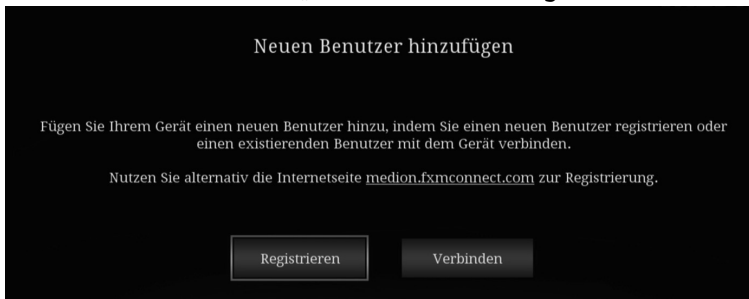 Neuen Benutzer hinzufügen
Fügen Sie Ihrem Gerät einen neuen Benutzer hinzu, indem Sie einen neuen Benutzer registrieren oder
einen existierenden Benutzer mit dem Gerät verbinden.
Nutzen Sie alternativ die Internetseite medion.fxmconnect.com zur Registrierung.
Registrieren Verbinden